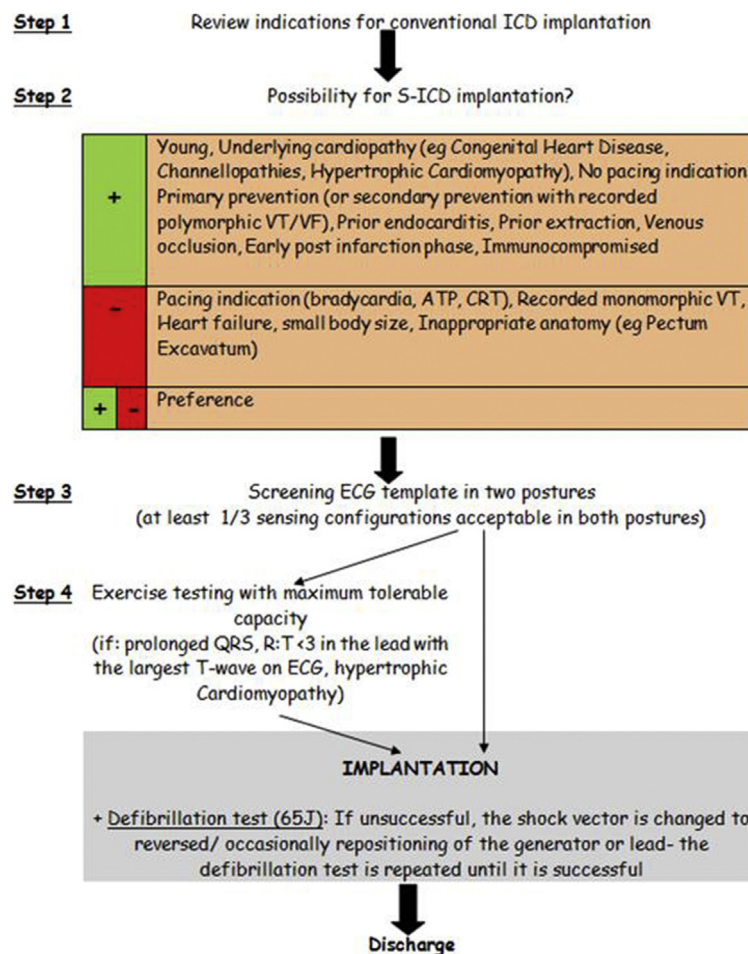 Step 1 Review indications for conventional ICD implantation
Step 2 Possibility for S-ICD implantation?
+
Young, Underlying cardiopathy (eg Congenital Heart Disease,
Channellopathies, Hypertrophic Cardiomyopathy), No pacing indication
Primary prevention (or secondary prevention with recorded
polymorphic VT/VF), Prior endocarditis, Prior extraction, Venous
occlusion, Early post infarction phase, Immunocompromised
-
Pacing indication (bradycardia, ATP, CRT), Recorded monomorphic VT,
Heart failure, small body size, Inappropriate anatomy (eg Pectum
Excavatum)
+ - Preference
Step 3 Screening ECG template in two postures
(at least 1/3 sensing configurations acceptable in both postures)
Step 4 Exercise testing with maximum tolerable
capacity
(if: prolonged QRS, R:T <3 in the lead with
the largest T-wave on ECG, hypertrophic
Cardiomyopathy)
IMPLANTATION
+ Defibrillation test (65J): If unsuccessful, the shock vector is changed to
reversed/ occasionally repositioning of the generator or lead- the
defibrillation test is repeated until it is successful
Discharge